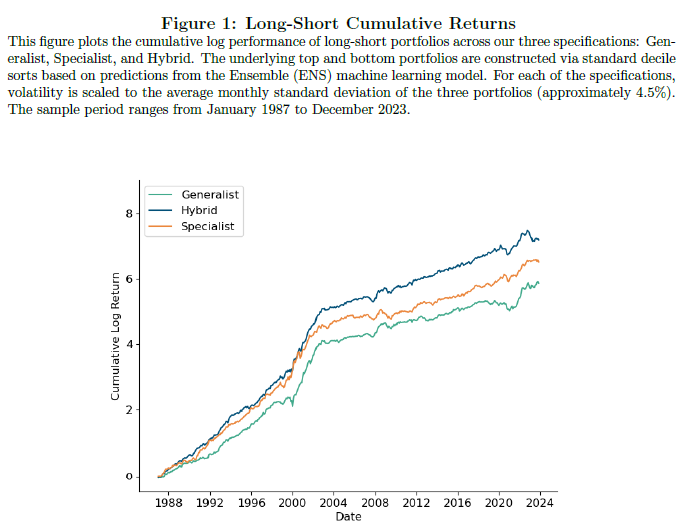 Figure 1: Long-Short Cumulative Returns
This figure plots the cumulative log performance of long-short portfolios across our three specifications: Gen-
eralist, Specialist, and Hybrid. The underlying top and bottom portfolios are constructed via standard decile
sorts based on predictions from the Ensemble (ENS) machine learning model. For each of the specifications,
volatility is scaled to the average monthly standard deviation of the three portfolios (approximately 4.5%).
The sample period ranges from January 1987 to December 2023.
Generalist
Hybrid
Specialist
Cumulative Log Return
8
6
4
2
0
1988 1992 1996 2000 2004 2008 2012 2016 2020 2024
Date